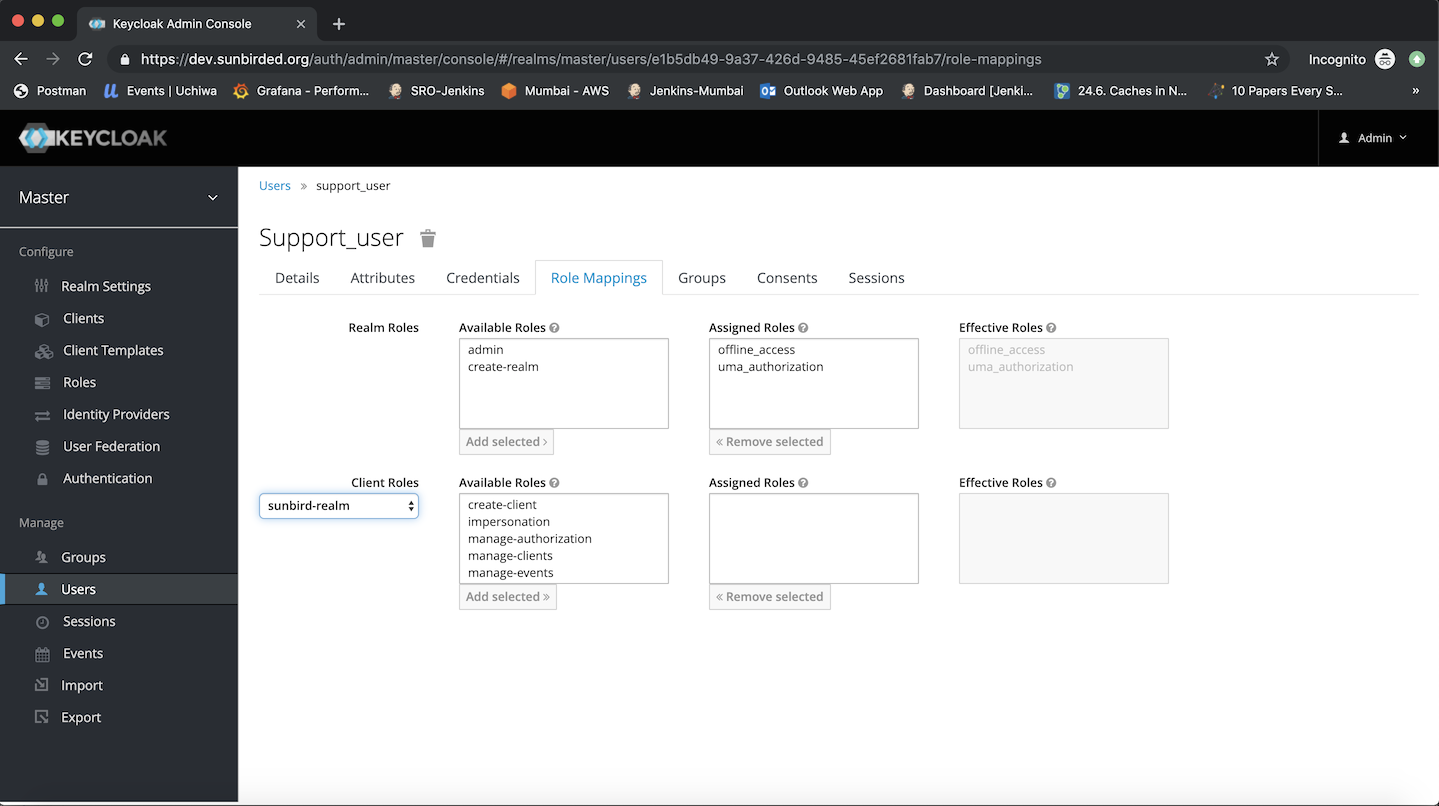 Keycloak Admin Console
https://dev.sunbirded.org/auth/admin/master/console/#/realms/master/users/e1b5db49-9a37-426d-9485-45ef2681fab7/role-mappings
Incognito
Postman Events | Uchiwa Grafana - Perform... SRO-Jenkins Mumbai - AWS Jenkins-Mumbai Outlook Web App Dashboard [Jenki... 24.6. Caches in N... 10 Papers Every S... »
KEYCLOAK
Admin
Master
Configure
Realm Settings
Clients
Client Templates
Roles
Identity Providers
User Federation
Authentication
Manage
Groups
Users
Sessions
Events
Import
Export
Users » support_user
Support_user
Details Attributes Credentials Role Mappings Groups Consents Sessions
Realm Roles
Available Roles
admin
create-realm
Add selected ›
Assigned Roles
offline_access
uma_authorization
« Remove selected
Effective Roles
offline_access
uma_authorization
Client Roles
sunbird-realm
Available Roles
create-client
impersonation
manage-authorization
manage-clients
manage-events
Add selected »
Assigned Roles
« Remove selected
Effective Roles